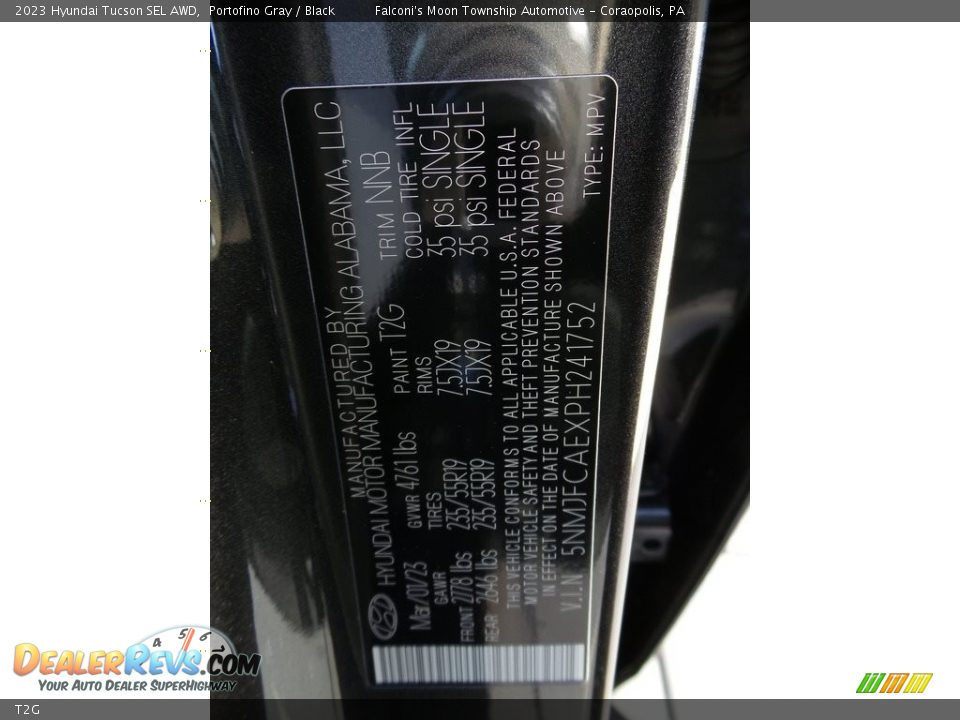 2023 Hyundai Tucson SEL AWD, Portofino Gray / Black Falconi's Moon Township Automotive - Coraopolis, PA
MANUFACTURED BY
HYUNDAI MOTOR MANUFACTURING ALABAMA, LLC
Mar/01/23 GVWR 4761 lbs PAINT T2G TRIM NNB
GAWR TIRES RIMS COLD TIRE INFL
FRONT 2778 lbs 235/55R19 7.5JX19 35 psi SINGLE
REAR 2646 lbs 235/55R19 7.5JX19 35 psi SINGLE
THIS VEHICLE CONFORMS TO ALL APPLICABLE U.S.A. FEDERAL
MOTOR VEHICLE SAFETY AND THEFT PREVENTION STANDARDS
IN EFFECT ON THE DATE OF MANUFACTURE SHOWN ABOVE
V.I.N 5NMJFCAEXPH241752 TYPE: MPV
4 5 6
DEALERREVS.COM
YOUR AUTO DEALER SUPERHIGHWAY
T2G